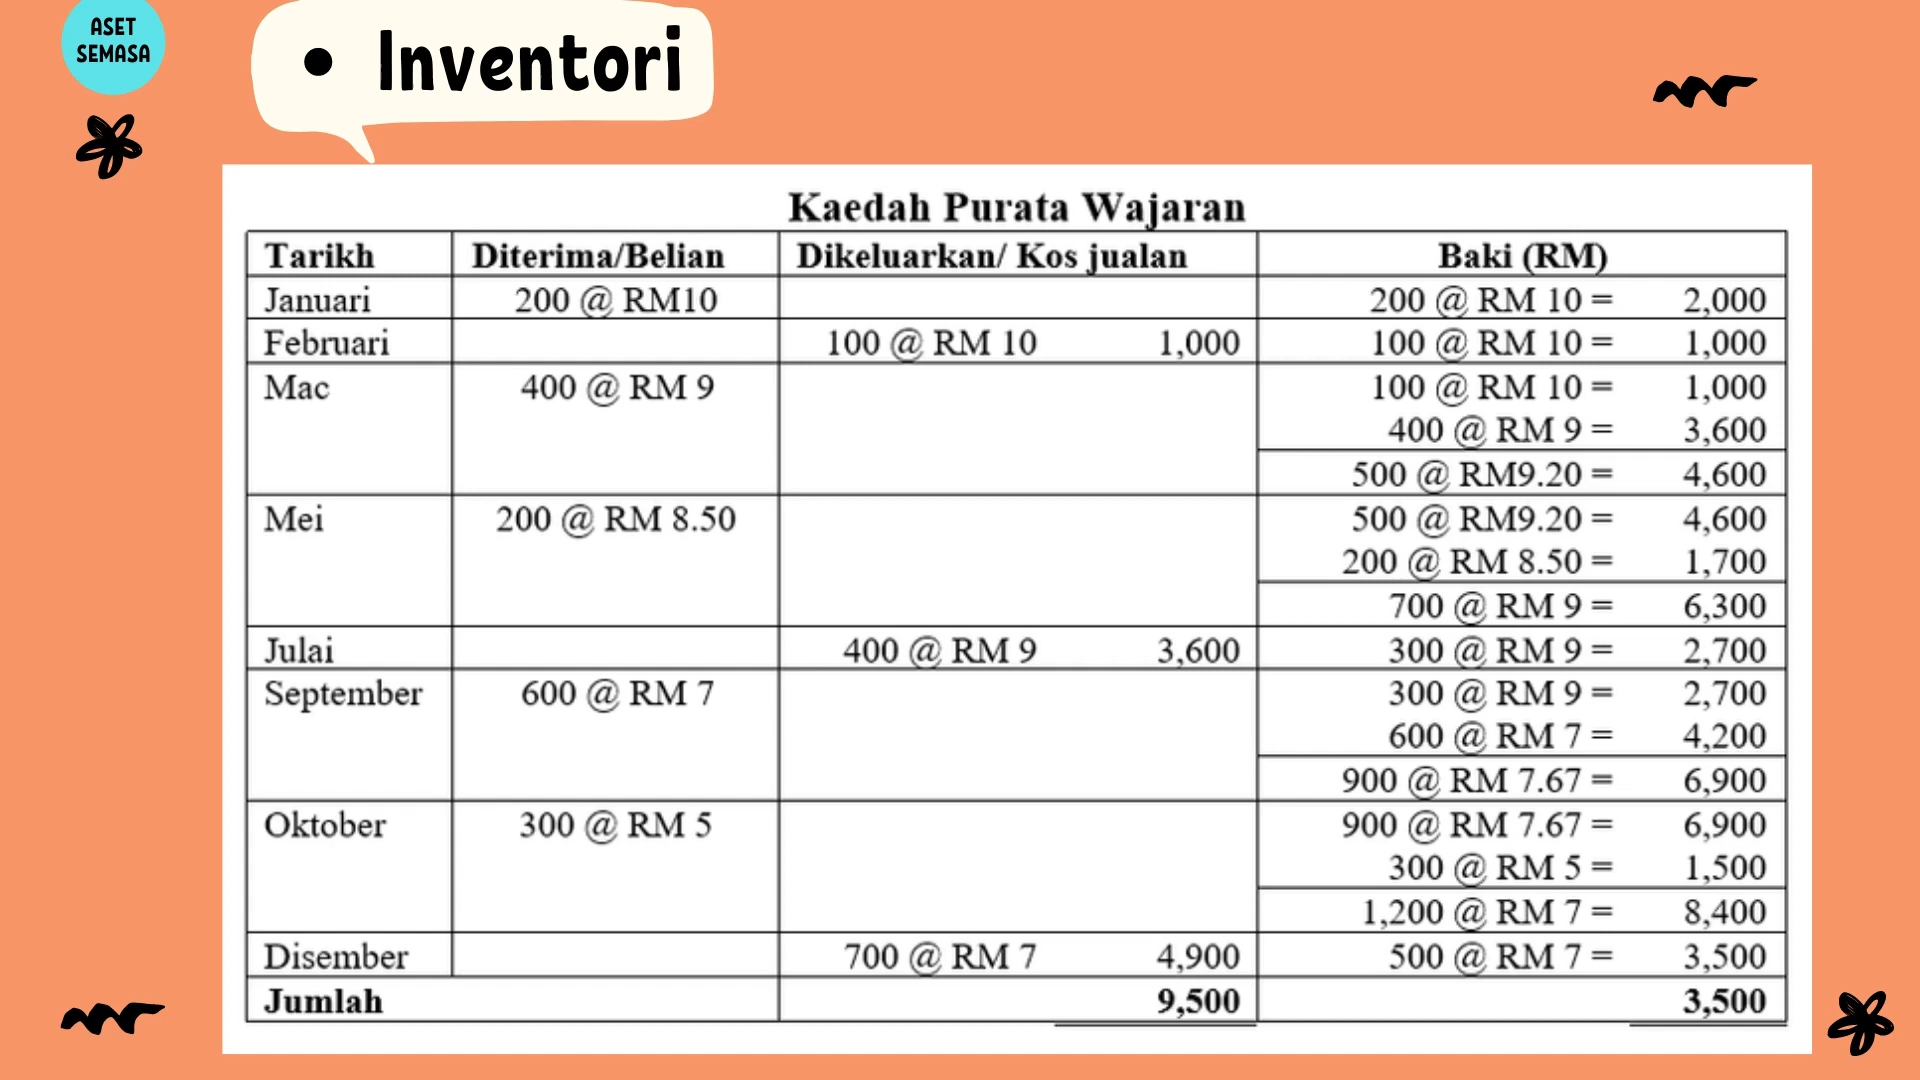 ASET
SEMASA
• Inventori
Kaedah Purata Wajaran
Tarikh Diterima/Belian Dikeluarkan/ Kos jualan Baki (RM)
Januari 200 @ RM10 200 @ RM 10 = 2,000
Februari 100 @ RM 10 1,000 100 @ RM 10 = 1,000
Mac 400 @ RM 9 100 @ RM 10 = 1,000
400 @ RM 9 = 3,600
500 @ RM9.20 = 4,600
Mei 200 @ RM 8.50 500 @ RM9.20 = 4,600
200 @ RM 8.50 = 1,700
700 @ RM 9 = 6,300
Julai 400 @ RM 9 3,600 300 @ RM 9 = 2,700
September 600 @ RM 7 300 @ RM 9 = 2,700
600 @ RM 7 = 4,200
900 @ RM 7.67 = 6,900
Oktober 300 @ RM 5 900 @ RM 7.67 = 6,900
300 @ RM 5 = 1,500
1,200 @ RM 7 = 8,400
Disember 700 @ RM 7 4,900 500 @ RM 7 = 3,500
Jumlah 9,500 3,500